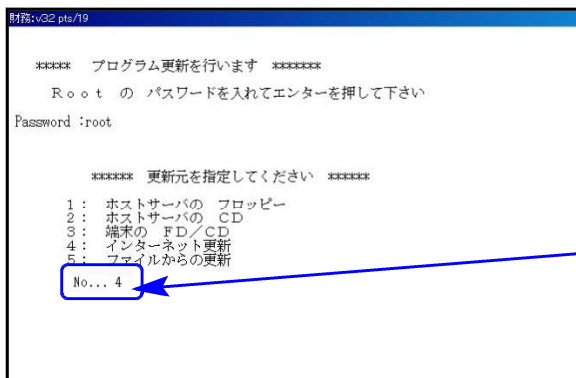 財務:v32 pts/19
***** プログラム更新を行います *******
Ｒｏｏｔ の パスワードを入れてエンターを押して下さい
Password :root
****** 更新元を指定してください ******
1： ホストサーバの フロッピー
2： ホストサーバの ＣＤ
3： 端末の ＦＤ／ＣＤ
4： インターネット更新
5： ファイルからの更新
No... 4